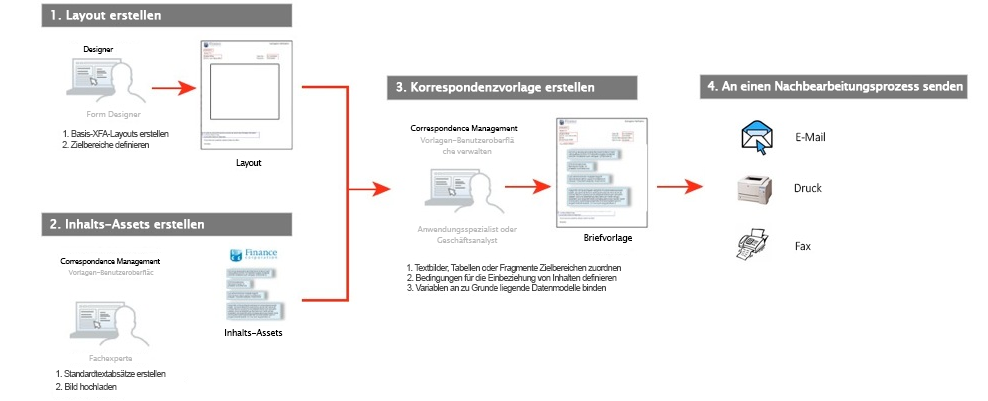 1. Layout erstellen
Designer
Form Designer
1. Basis-XFA-Layouts erstellen
2. Zielbereiche definieren
Layout
2. Inhalts-Assets erstellen
Correspondence Management
Vorlagen-Benutzeroberfläc
Fachexperte
1. Standardtextabsätze erstellen
2. Bild hochladen
Finance
Inhalts-Assets
3. Korrespondenzvorlage erstellen
Correspondence Management
Vorlagen-Benutzeroberflä
che verwalten
Anwendungsspezialist oder
Geschäftsanalyst
Briefvorlage
1. Textbilder, Tabellen oder Fragmente Zielbereichen zuordnen
2. Bedingungen für die Einbeziehung von Inhalten definieren
3. Variablen an zu Grunde liegende Datenmodelle binden
4. An einen Nachbearbeitungsprozess senden
E-Mail
Druck
Fax